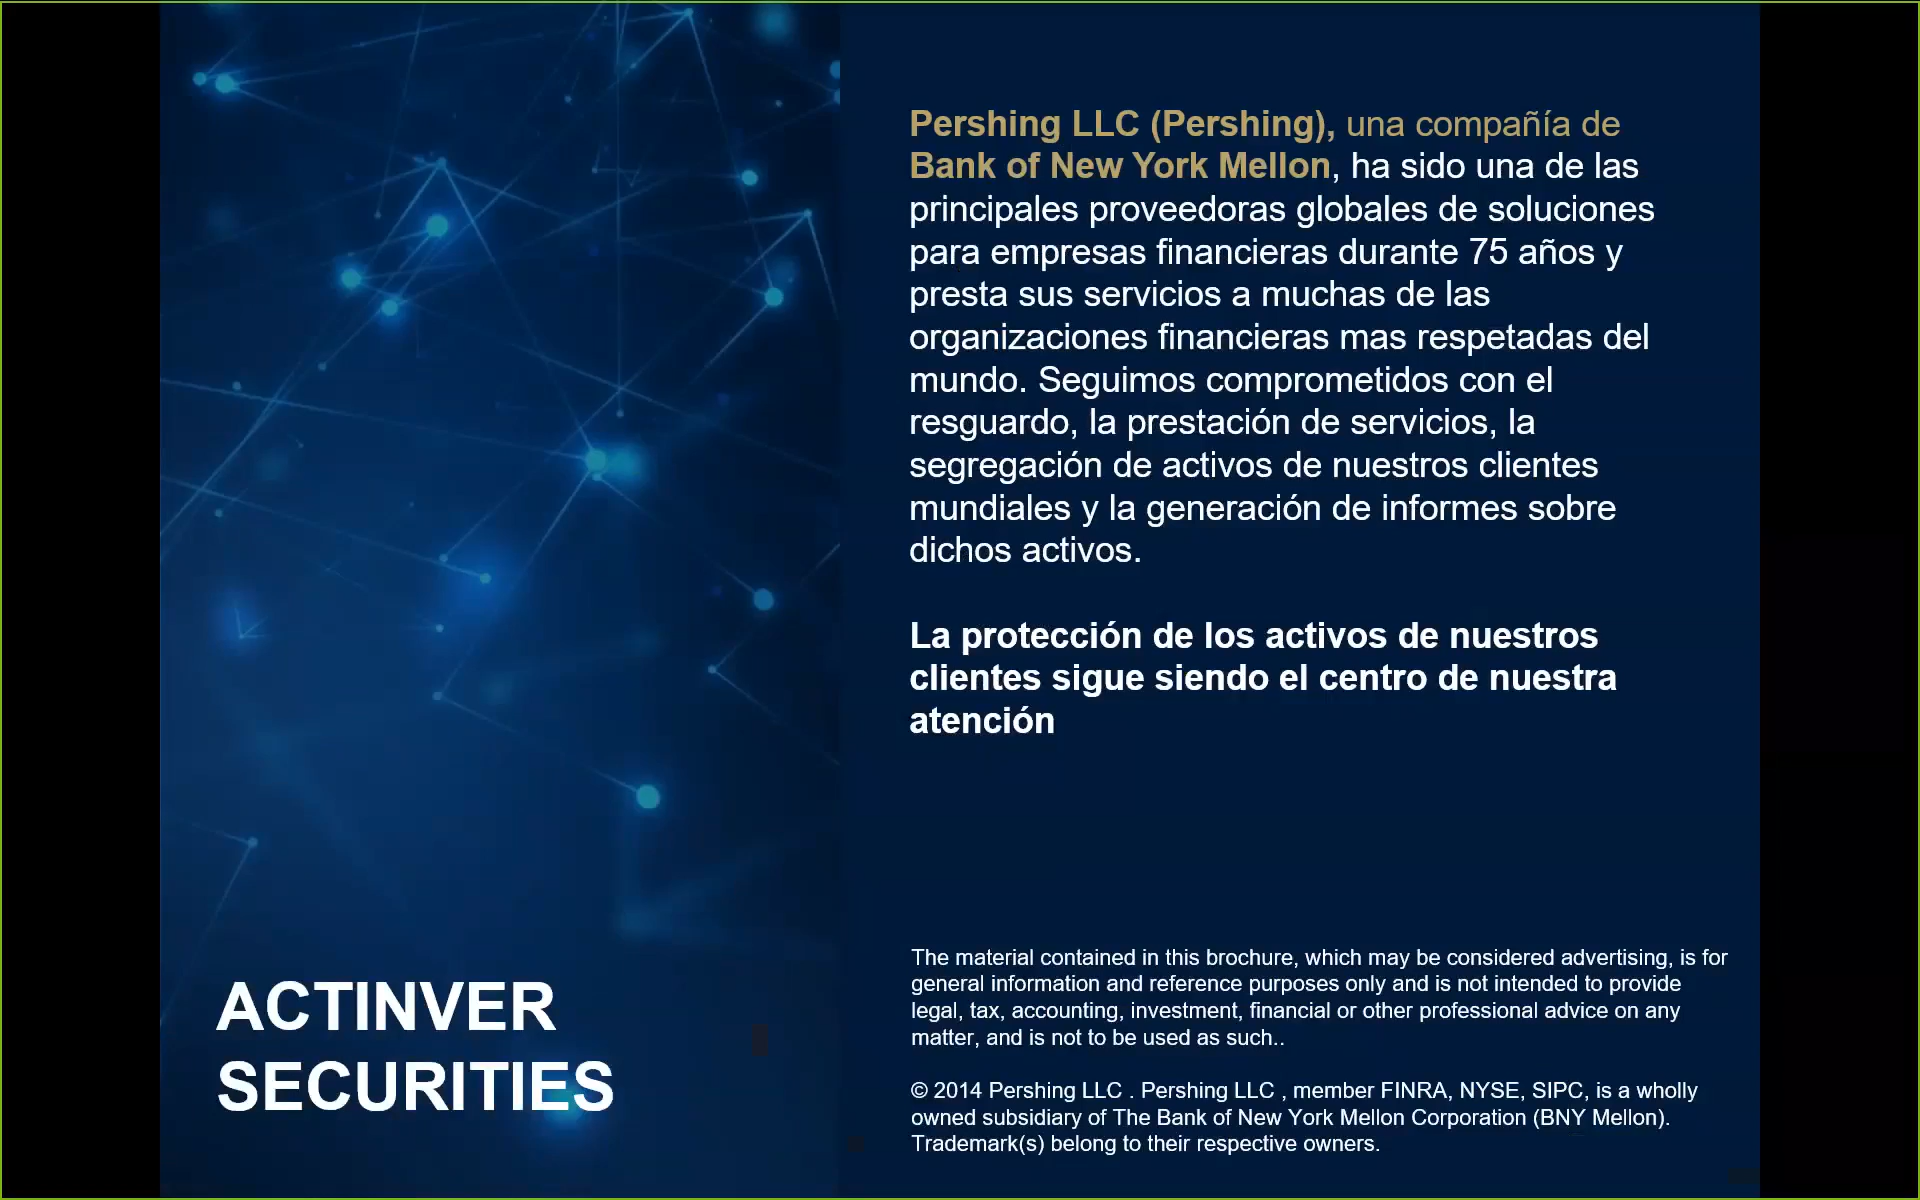 Pershing LLC (Pershing), una compañía de
Bank of New York Mellon, ha sido una de las
principales proveedoras globales de soluciones
para empresas financieras durante 75 años y
presta sus servicios a muchas de las
organizaciones financieras mas respetadas del
mundo. Seguimos comprometidos con el
resguardo, la prestación de servicios, la
segregación de activos de nuestros clientes
mundiales y la generación de informes sobre
dichos activos.
La protección de los activos de nuestros
clientes sigue siendo el centro de nuestra
atención
ACTINVER
SECURITIES
The material contained in this brochure, which may be considered advertising, is for
general information and reference purposes only and is not intended to provide
legal, tax, accounting, investment, financial or other professional advice on any
matter, and is not to be used as such..
© 2014 Pershing LLC . Pershing LLC , member FINRA, NYSE, SIPC, is a wholly
owned subsidiary of The Bank of New York Mellon Corporation (BNY Mellon).
Trademark(s) belong to their respective owners.